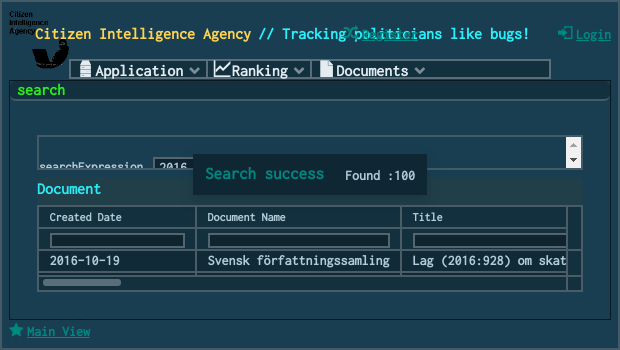 Citizen
Intelligence
Agency
Citizen Intelligence Agency // Tracking politicians like bugs!
Register
Login
Application
Ranking
Documents
search
searchExpression 2016
Search success Found :100
Document
Created Date Document Name Title
2016-10-19 Svensk författningssamling Lag (2016:928) om skat
Main View